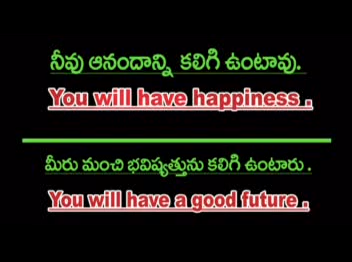 నీవు ఆనందాన్ని కలిగి ఉంటావు.
You will have happiness .
మీరు మంచి భవిష్యత్తును కలిగి ఉంటారు .
You will have a good future .